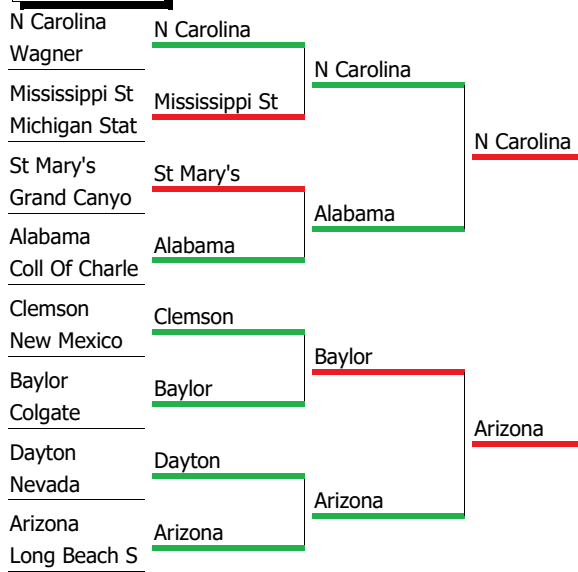 N Carolina
Wagner
Mississippi St
Michigan Stat
St Mary's
Grand Canyo
Alabama
Coll Of Charle
Clemson
New Mexico
Baylor
Colgate
Dayton
Nevada
Arizona
Long Beach S
N Carolina
Mississippi St
St Mary's
Alabama
Clemson
Baylor
Dayton
Arizona
N Carolina
Alabama
Baylor
Arizona
N Carolina
Arizona